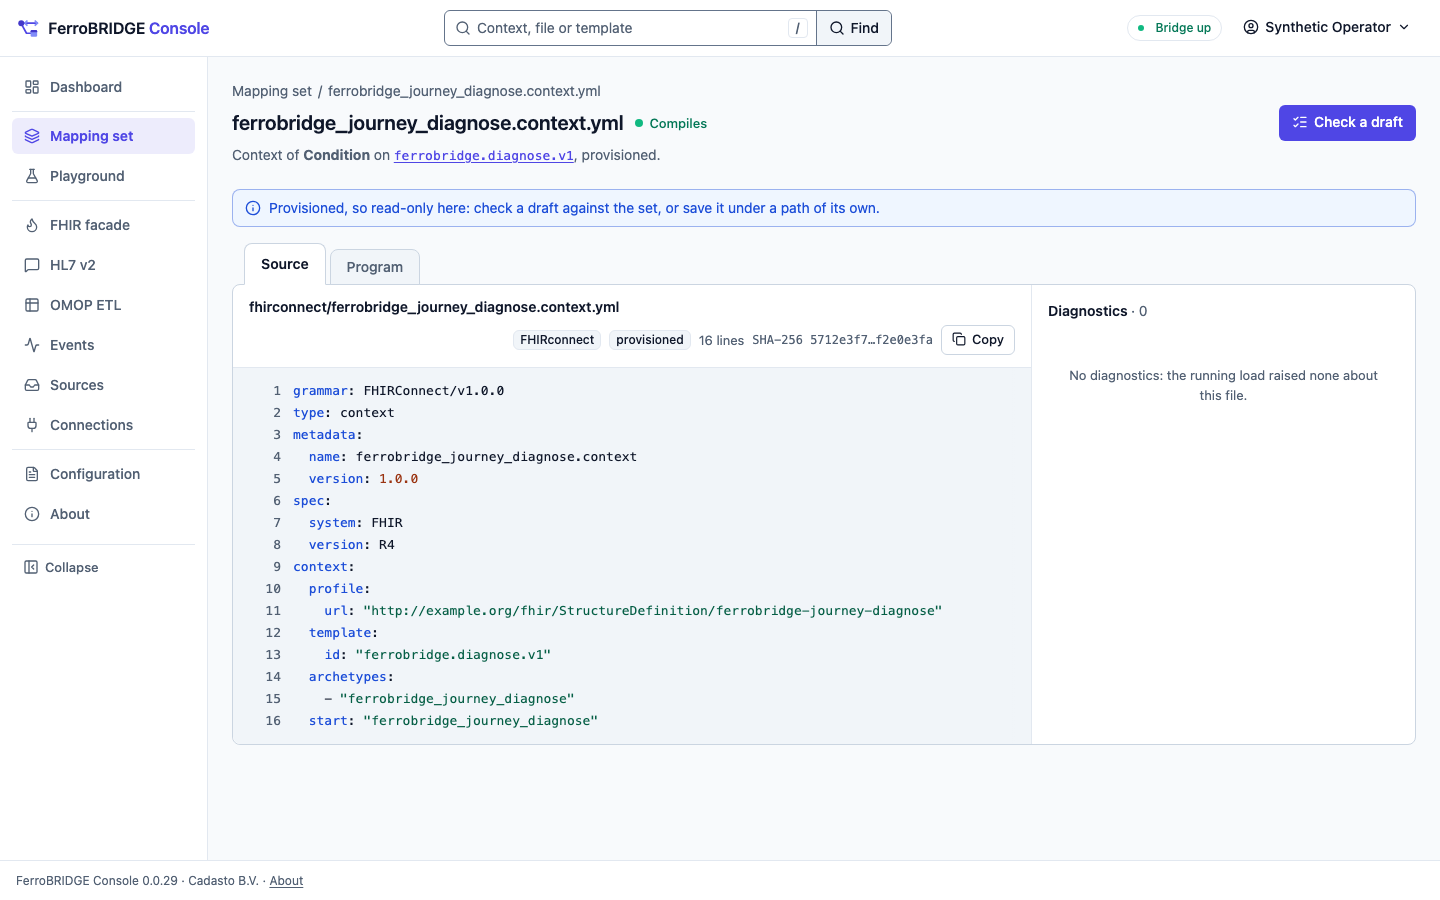 FerroBRIDGE Console
Context, file or template
/
Find
Bridge up
Synthetic Operator
Dashboard
Mapping set
Playground
FHIR facade
HL7 v2
OMOP ETL
Events
Sources
Connections
Configuration
About
Collapse
Mapping set / ferrobridge_journey_diagnose.context.yml
ferrobridge_journey_diagnose.context.yml
Compiles
Check a draft
Context of Condition on ferrobridge.diagnose.v1, provisioned.
Provisioned, so read-only here: check a draft against the set, or save it under a path of its own.
Source
Program
fhirconnect/ferrobridge_journey_diagnose.context.yml
FHIRconnect provisioned 16 lines SHA-256 5712e3f7…f2e0e3fa Copy
1 grammar: FHIRConnect/v1.0.0
2 type: context
3 metadata:
4 name: ferrobridge_journey_diagnose.context
5 version: 1.0.0
6 spec:
7 system: FHIR
8 version: R4
9 context:
10 profile:
11 url: "http://example.org/fhir/StructureDefinition/ferrobridge-journey-diagnose"
12 template:
13 id: "ferrobridge.diagnose.v1"
14 archetypes:
15 - "ferrobridge_journey_diagnose"
16 start: "ferrobridge_journey_diagnose"
Diagnostics · 0
No diagnostics: the running load raised none about
this file.
FerroBRIDGE Console 0.0.29 · Cadasto B.V. · About